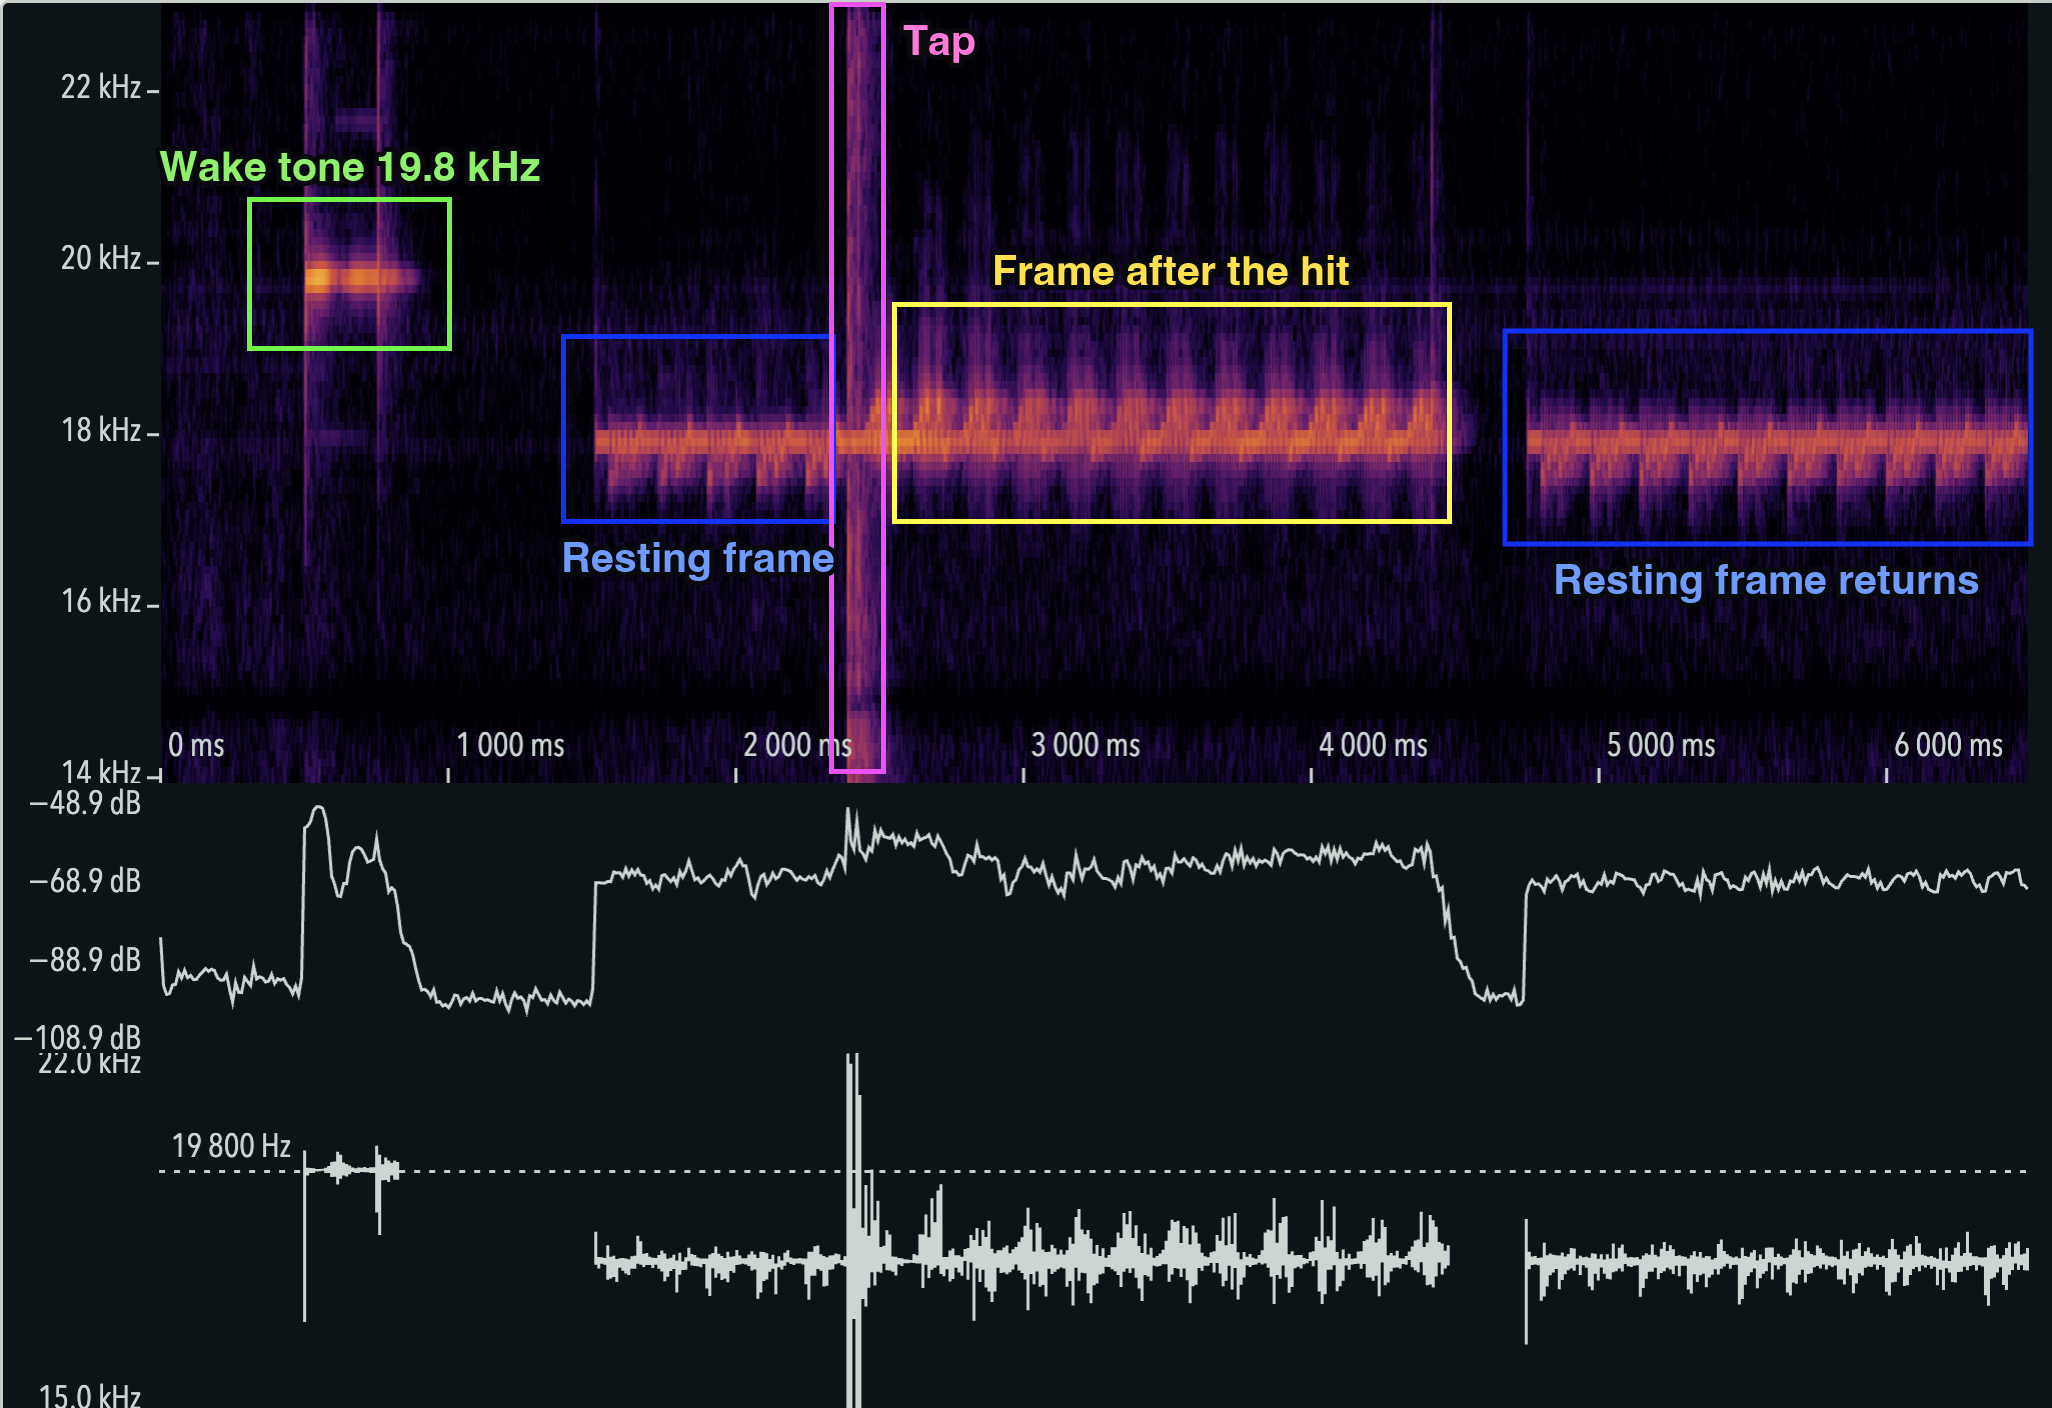 Tap
22 kHz
Wake tone 19.8 kHz
20 kHz
Frame after the hit
18 kHz
Resting frame
Resting frame returns
16 kHz
0 ms 1 000 ms 2 000 ms 3 000 ms 4 000 ms 5 000 ms 6 000 ms
14 kHz
−48.9 dB
−68.9 dB
−88.9 dB
−108.9 dB
22.0 kHz
19 800 Hz
15.0 kHz